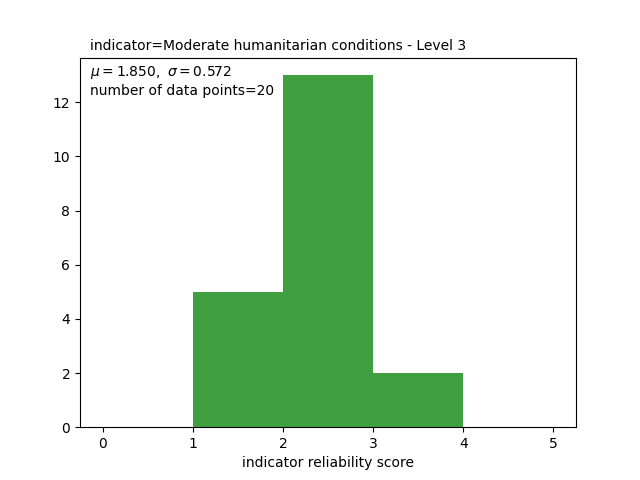 indicator=Moderate humanitarian conditions - Level 3
μ=1.850, σ=0.572
number of data points=20
12
10
8
6
4
2
0
0 1 2 3 4 5
indicator reliability score